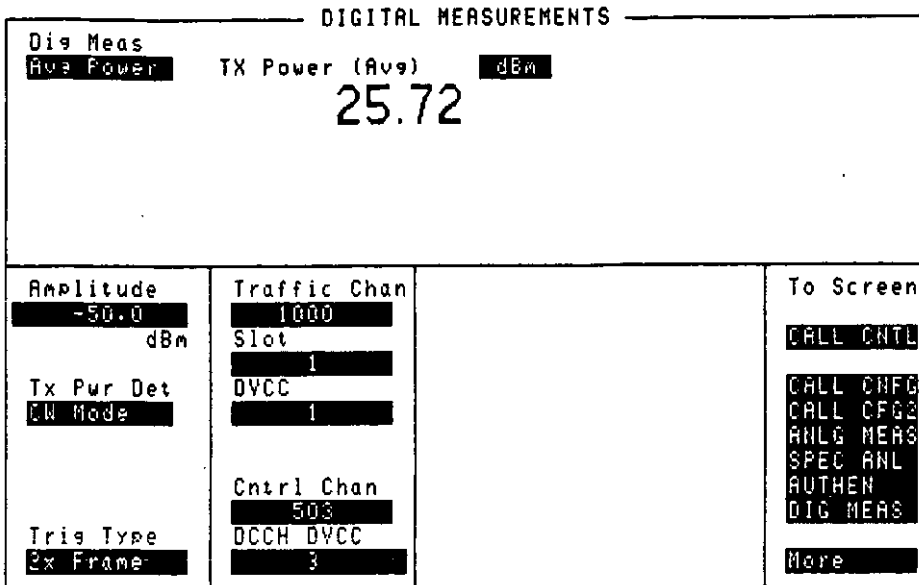 DIGITAL MEASUREMENTS
Dig Meas
Avg Power
TX Power (Avg)
dBm
25.72
Amplitude
-50.0
dBm
Tx Pwr Det
CW Mode
Trig Type
2x Frame
Traffic Chan
1000
Slot
1
DVCC
1
Cntrl Chan
503
DCCH DVCC
3
To Screen
CALL CNTL
CALL CNFG
CALL CFG2
ANLG MEAS
SPEC ANL
AUTHEN
DIG MEAS
More